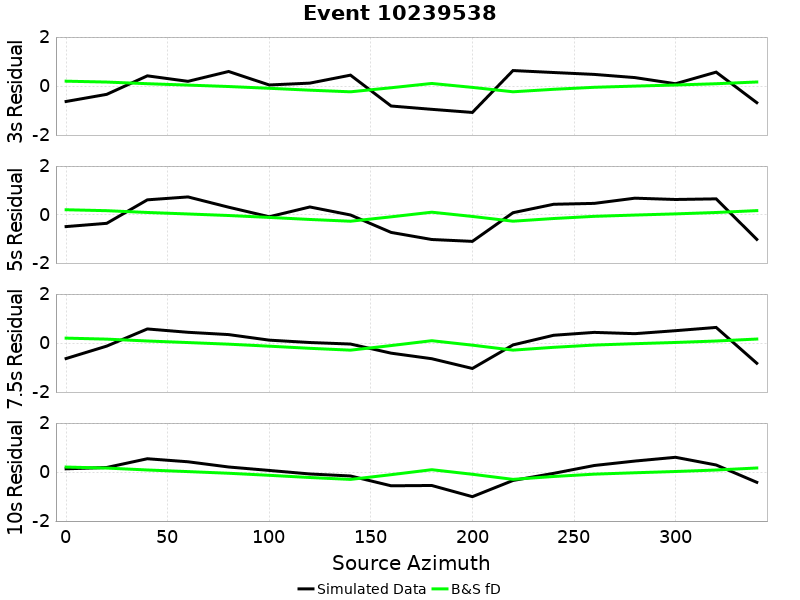 Event 10239538
3s Residual
2
0
-2
5s Residual
2
0
-2
7.5s Residual
2
0
-2
10s Residual
2
0
-2
0 50 100 150 200 250 300
Source Azimuth
Simulated Data B&S fD